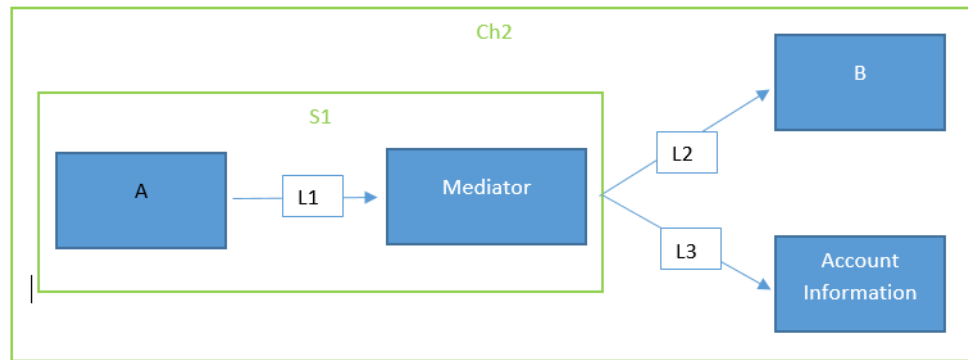 Ch2
B
S1
A
L1
Mediator
L2
L3
Account
Information